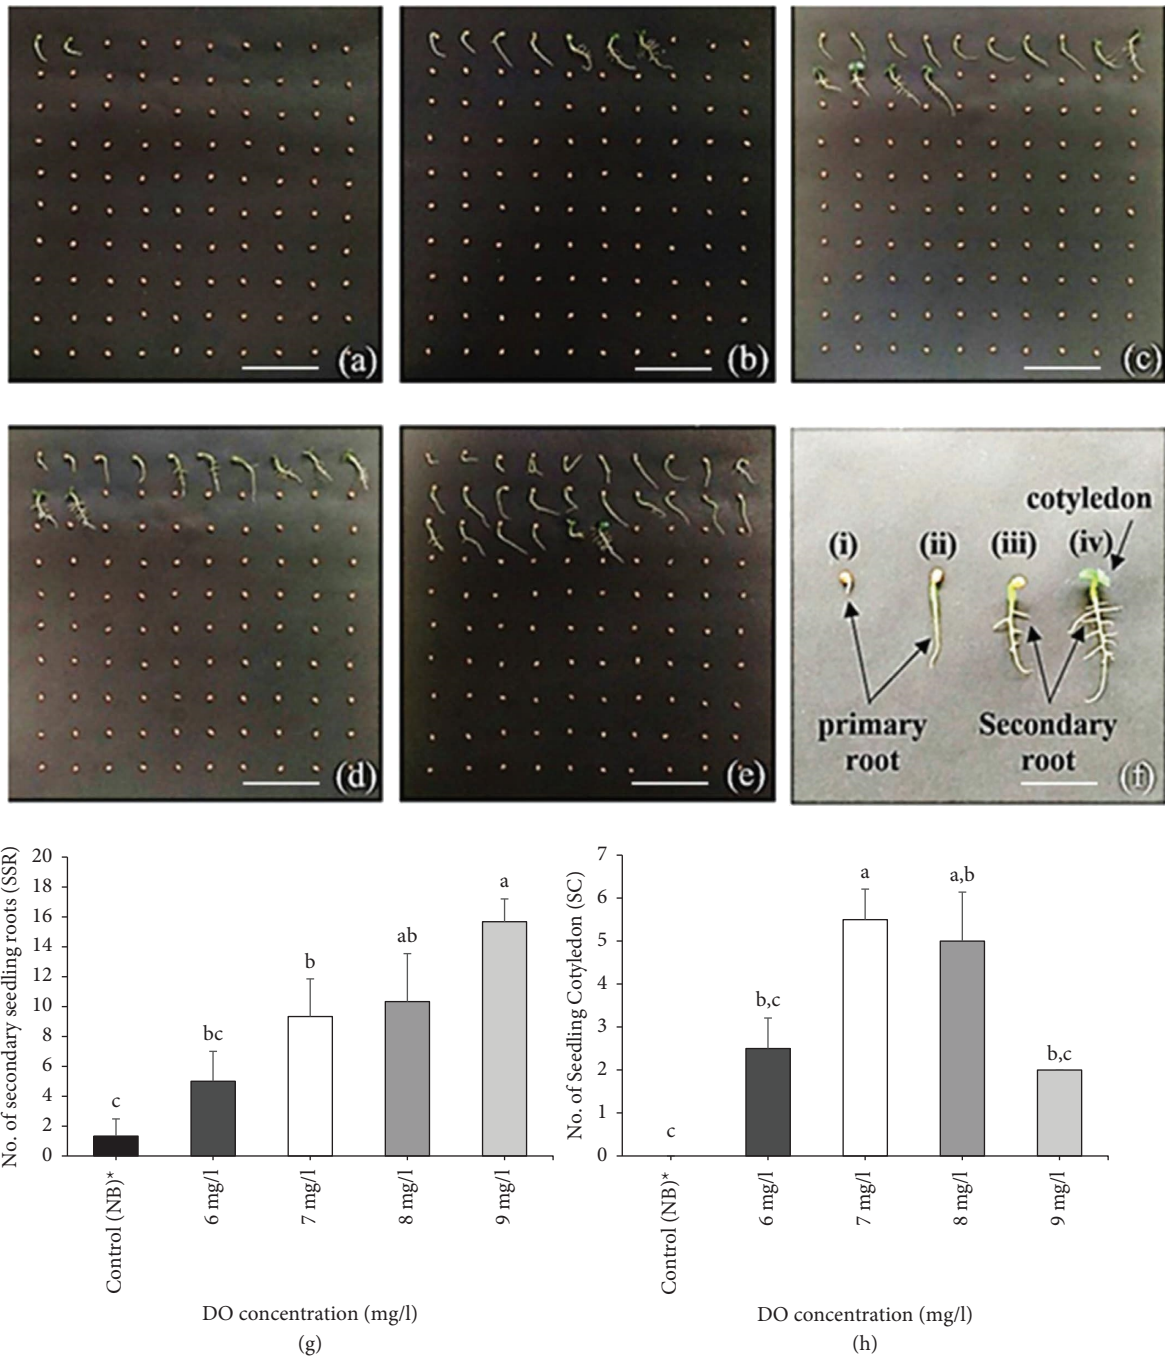 (a)
(b)
(c)
(d)
(e)
cotyledon
(i)
(ii)
(iii)
(iv)
primary
root
Secondary
root
(f)
No. of secondary seedling roots (SSR)
20
18
16
14
12
10
8
6
4
2
0
c
bc
b
ab
a
Control (NB)*
6 mg/l
7 mg/l
8 mg/l
9 mg/l
DO concentration (mg/l)
(g)
No. of Seedling Cotyledon (SC)
7
6
5
4
3
2
1
0
c
b,c
a
a,b
b,c
Control (NB)*
6 mg/l
7 mg/l
8 mg/l
9 mg/l
DO concentration (mg/l)
(h)